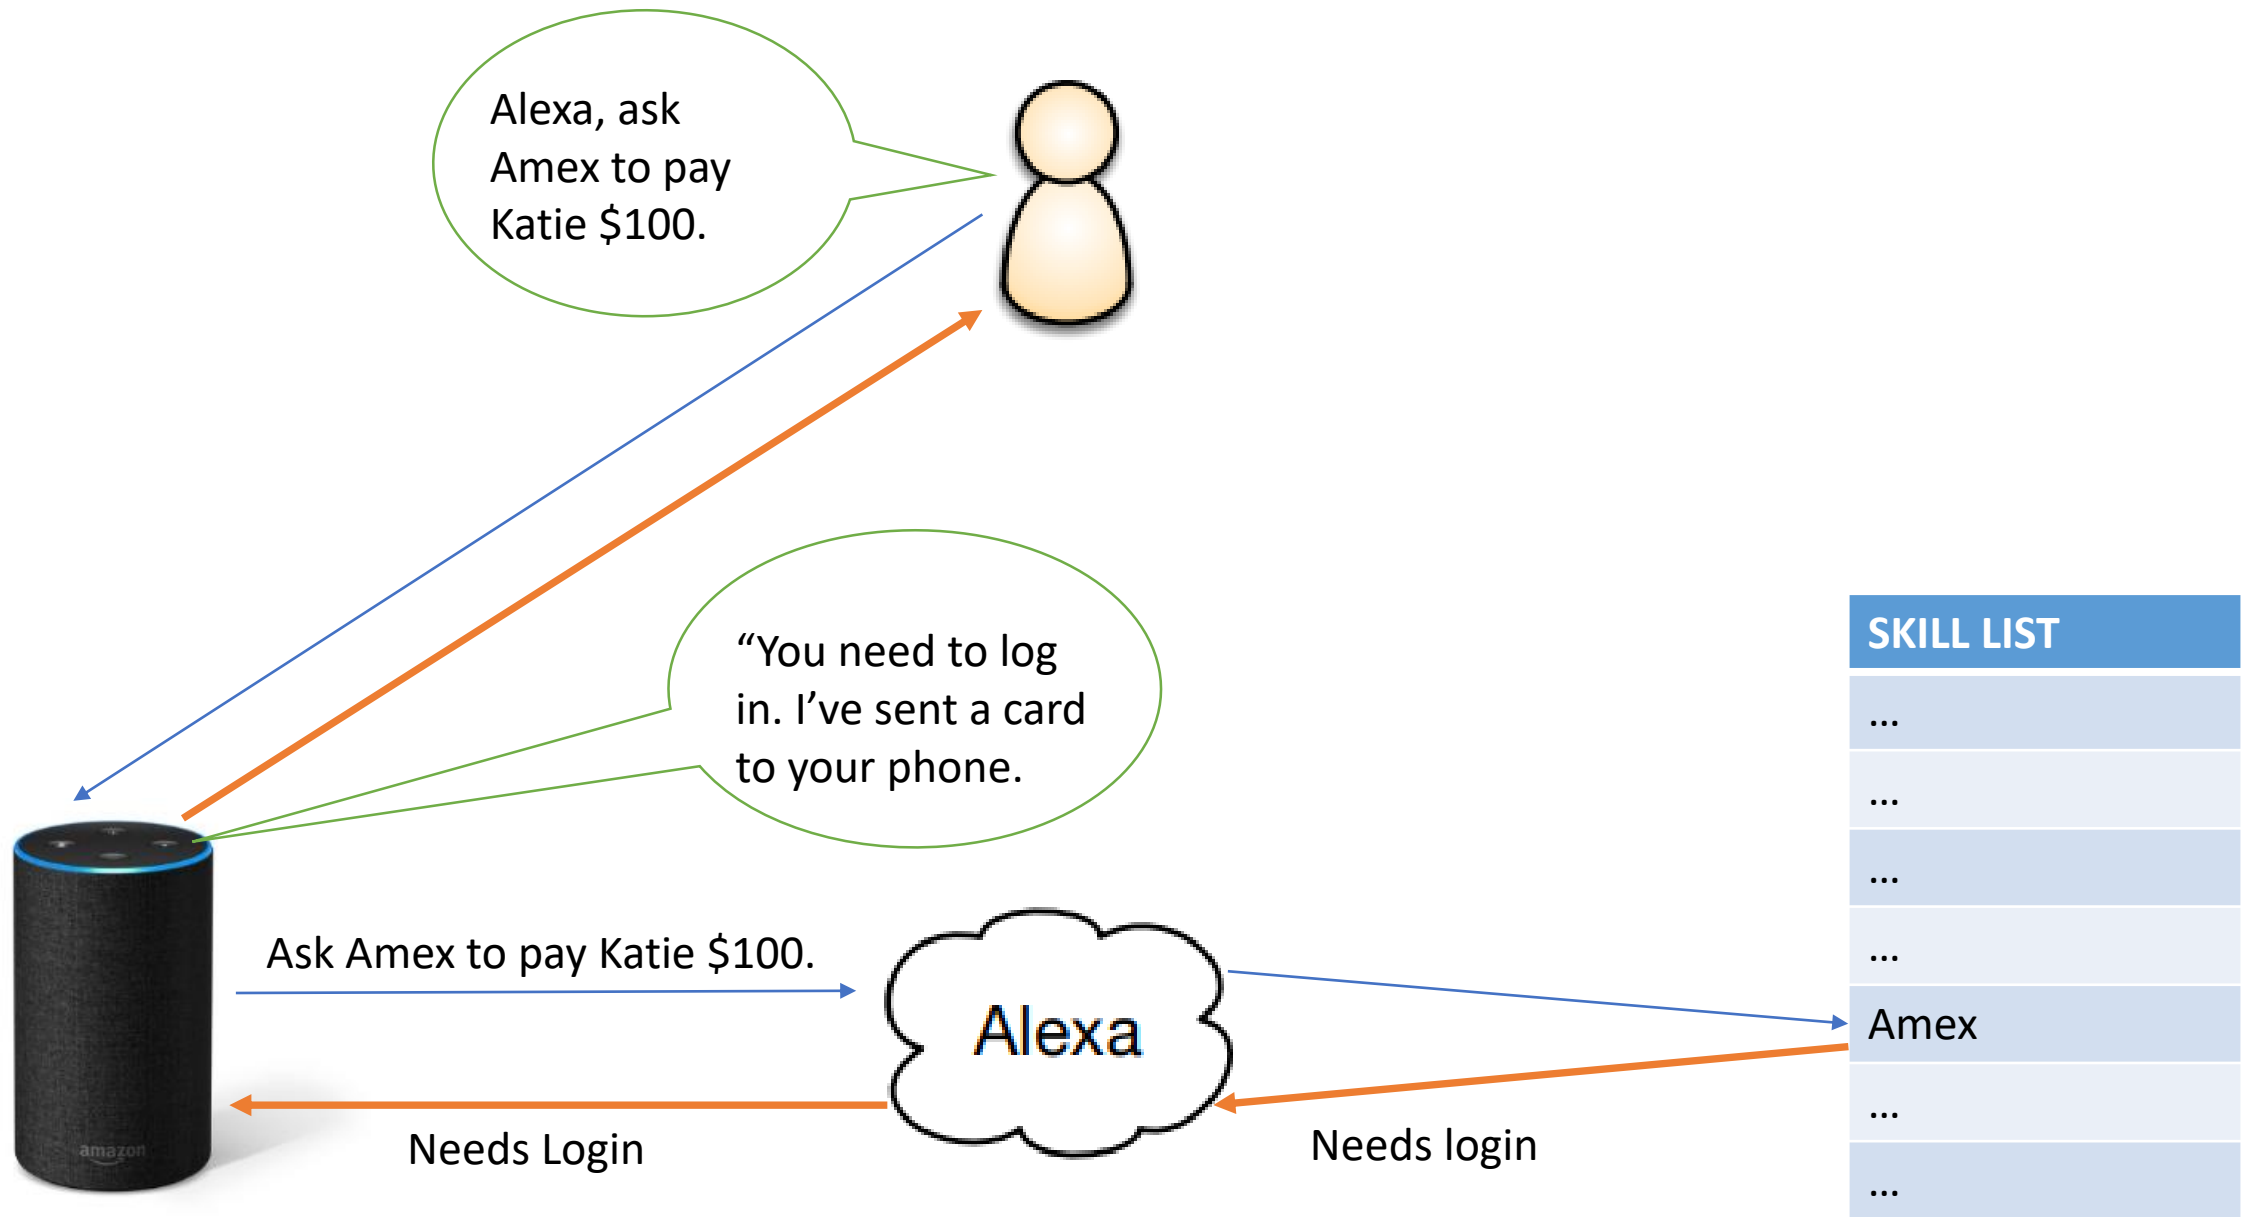 Alexa, ask
Amex to pay
Katie $100.
“You need to log
in. I’ve sent a card
to your phone.
SKILL LIST
...
...
...
...
Amex
...
...
Ask Amex to pay Katie $100.
Alexa
Needs Login
Needs login
amazon